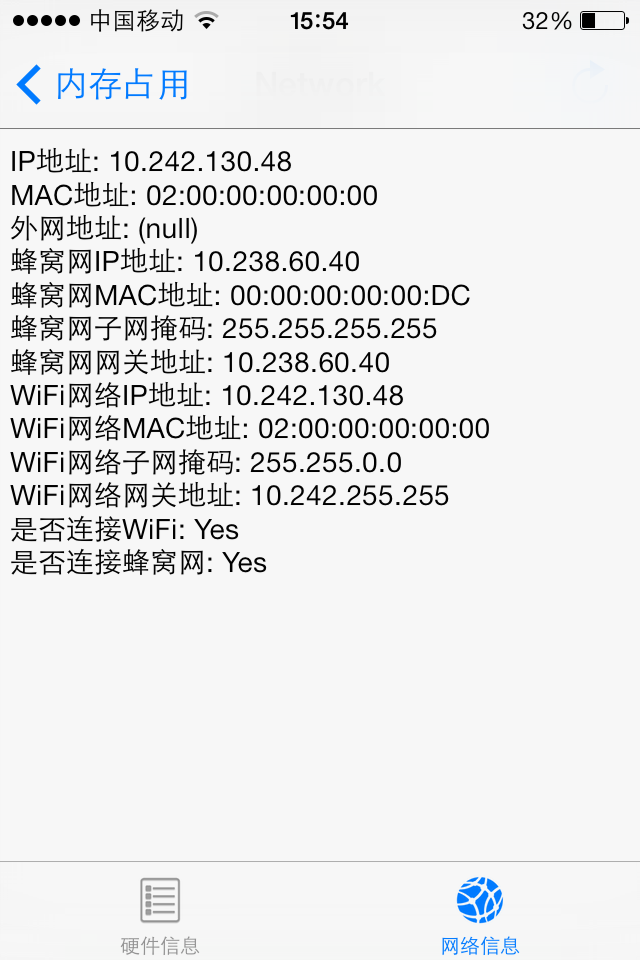 中国移动 15:54 32%
内存占用 Network
IP地址: 10.242.130.48
MAC地址: 02:00:00:00:00:00
外网地址: (null)
蜂窝网IP地址: 10.238.60.40
蜂窝网MAC地址: 00:00:00:00:00:DC
蜂窝网子网掩码: 255.255.255.255
蜂窝网网关地址: 10.238.60.40
WiFi网络IP地址: 10.242.130.48
WiFi网络MAC地址: 02:00:00:00:00:00
WiFi网络子网掩码: 255.255.0.0
WiFi网络网关地址: 10.242.255.255
是否连接WiFi: Yes
是否连接蜂窝网: Yes
硬件信息 网络信息